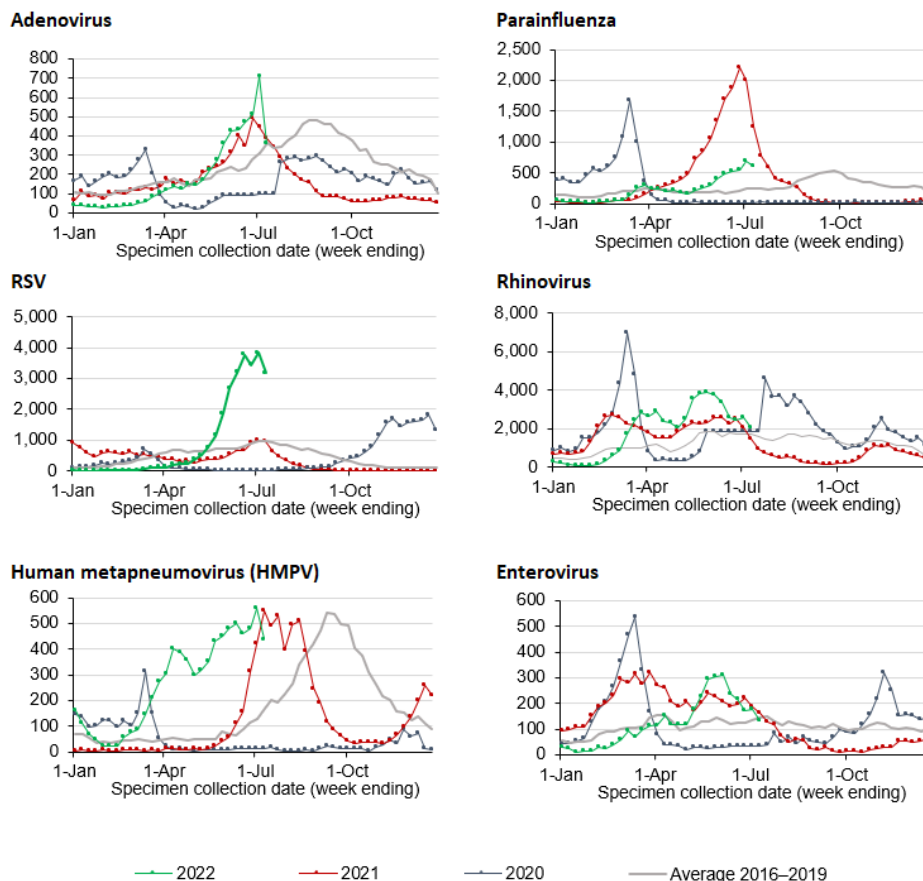 Adenovirus
800
700
600
500
400
300
200
100
0
1-Jan 1-Apr 1-Jul 1-Oct
Specimen collection date (week ending)
Parainfluenza
2,500
2,000
1,500
1,000
500
0
1-Jan 1-Apr 1-Jul 1-Oct
Specimen collection date (week ending)
RSV
5,000
4,000
3,000
2,000
1,000
0
1-Jan 1-Apr 1-Jul 1-Oct
Specimen collection date (week ending)
Rhinovirus
8,000
6,000
4,000
2,000
0
1-Jan 1-Apr 1-Jul 1-Oct
Specimen collection date (week ending)
Human metapneumovirus (HMPV)
600
500
400
300
200
100
0
1-Jan 1-Apr 1-Jul 1-Oct
Specimen collection date (week ending)
Enterovirus
600
500
400
300
200
100
0
1-Jan 1-Apr 1-Jul 1-Oct
Specimen collection date (week ending)
2022 2021 2020 Average 2016–2019